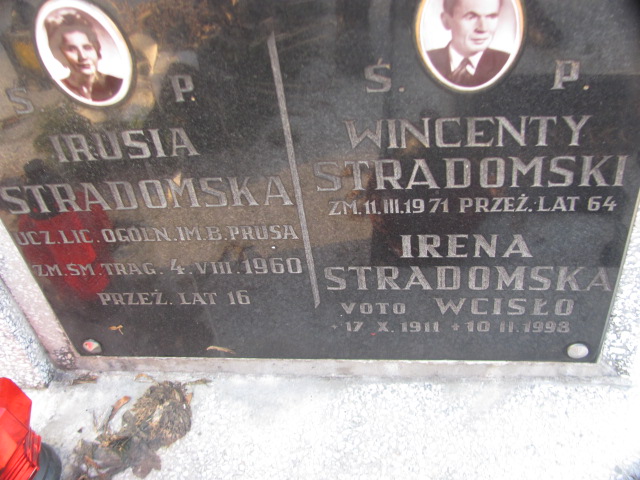 Ś P
IRUSIA
STRADOMSKA
UCZ. LIC. OGÓLN. IM. B. PRUSA
ZM. ŚM. TRAG. 4. VIII. 1960
PRZEŻ. LAT 16
Ś. P.
WINCENTY
STRADOMSKI
ZM. 11. III. 1971 PRZEŻ. LAT 64
IRENA
STRADOMSKA
VOTO WCISŁO
* 17 X. 1911 + 10 II. 1998